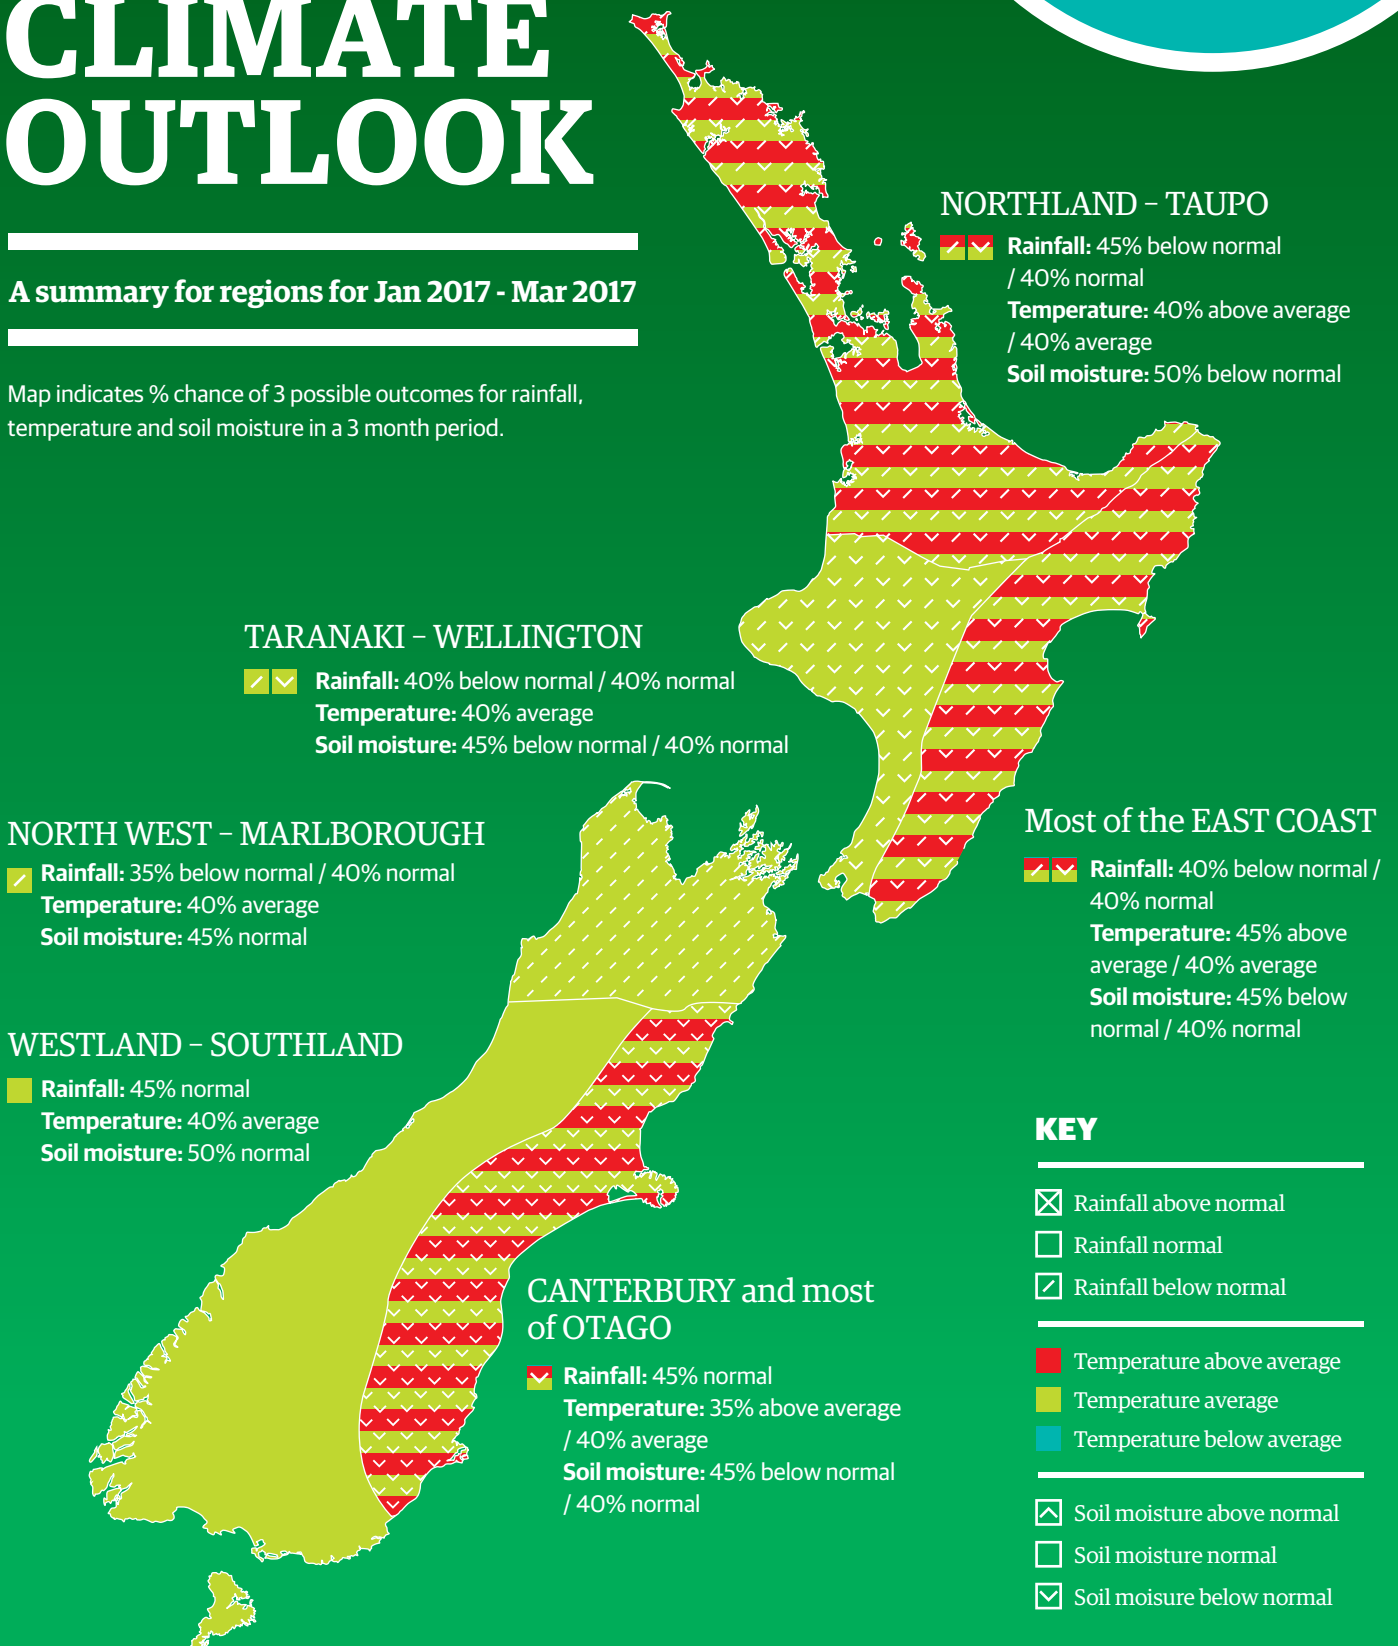 CLIMATE
OUTLOOK
A summary for regions for Jan 2017 - Mar 2017
Map indicates % chance of 3 possible outcomes for rainfall,
temperature and soil moisture in a 3 month period.
NORTHLAND – TAUPO
Rainfall: 45% below normal
/ 40% normal
Temperature: 40% above average
/ 40% average
Soil moisture: 50% below normal
TARANAKI – WELLINGTON
Rainfall: 40% below normal / 40% normal
Temperature: 40% average
Soil moisture: 45% below normal / 40% normal
NORTH WEST – MARLBOROUGH
Rainfall: 35% below normal / 40% normal
Temperature: 40% average
Soil moisture: 45% normal
Most of the EAST COAST
Rainfall: 40% below normal /
40% normal
Temperature: 45% above
average / 40% average
Soil moisture: 45% below
normal / 40% normal
WESTLAND – SOUTHLAND
Rainfall: 45% normal
Temperature: 40% average
Soil moisture: 50% normal
CANTERBURY and most
of OTAGO
Rainfall: 45% normal
Temperature: 35% above average
/ 40% average
Soil moisture: 45% below normal
/ 40% normal
KEY
Rainfall above normal
Rainfall normal
Rainfall below normal
Temperature above average
Temperature average
Temperature below average
Soil moisture above normal
Soil moisture normal
Soil moisure below normal